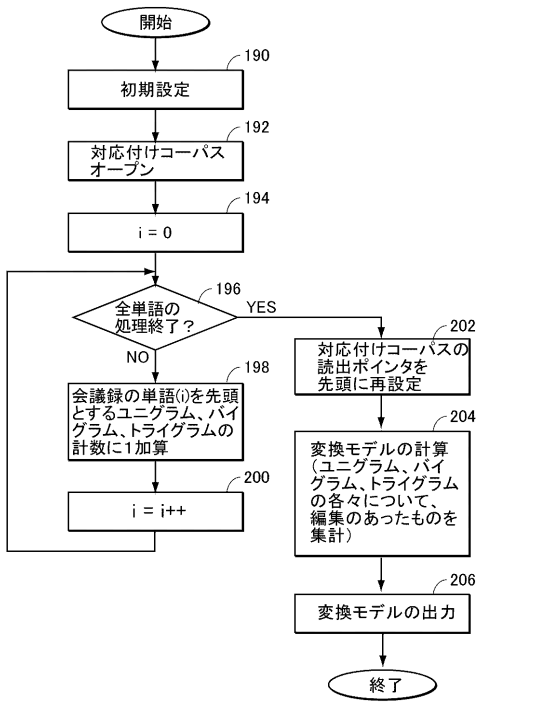 開始
190
初期設定
192
対応付けコーパス
オープン
194
i = 0
196
全単語の
処理終了?
YES
NO
198
会議録の単語(i)を先頭
とするユニグラム、バイ
グラム、トライグラムの
計数に1加算
200
i = i++
202
対応付けコーパスの
読出ポインタを
先頭に再設定
204
変換モデルの計算
(ユニグラム、バイ
グラム、トライグラム
の各々について、
編集のあったものを
集計)
206
変換モデルの出力
終了